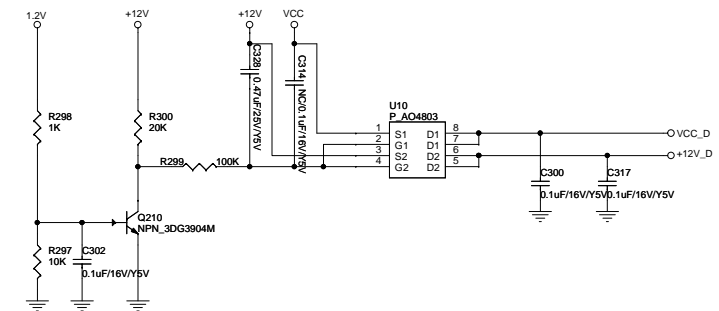 1.2V
+12V
+12V
VCC
C328
0.47uF/25V/Y5V
C314
NC/0.1uF/16V/Y5V
R298
1K
R300
20K
R299
100K
U10
P_AO4803
1
2
3
4
S1
G1
S2
G2
D1
D1
D2
D2
8
7
6
5
VCC_D
+12V_D
C300
0.1uF/16V/Y5V
C317
0.1uF/16V/Y5V
Q210
NPN_3DG3904M
R297
10K
C302
0.1uF/16V/Y5V